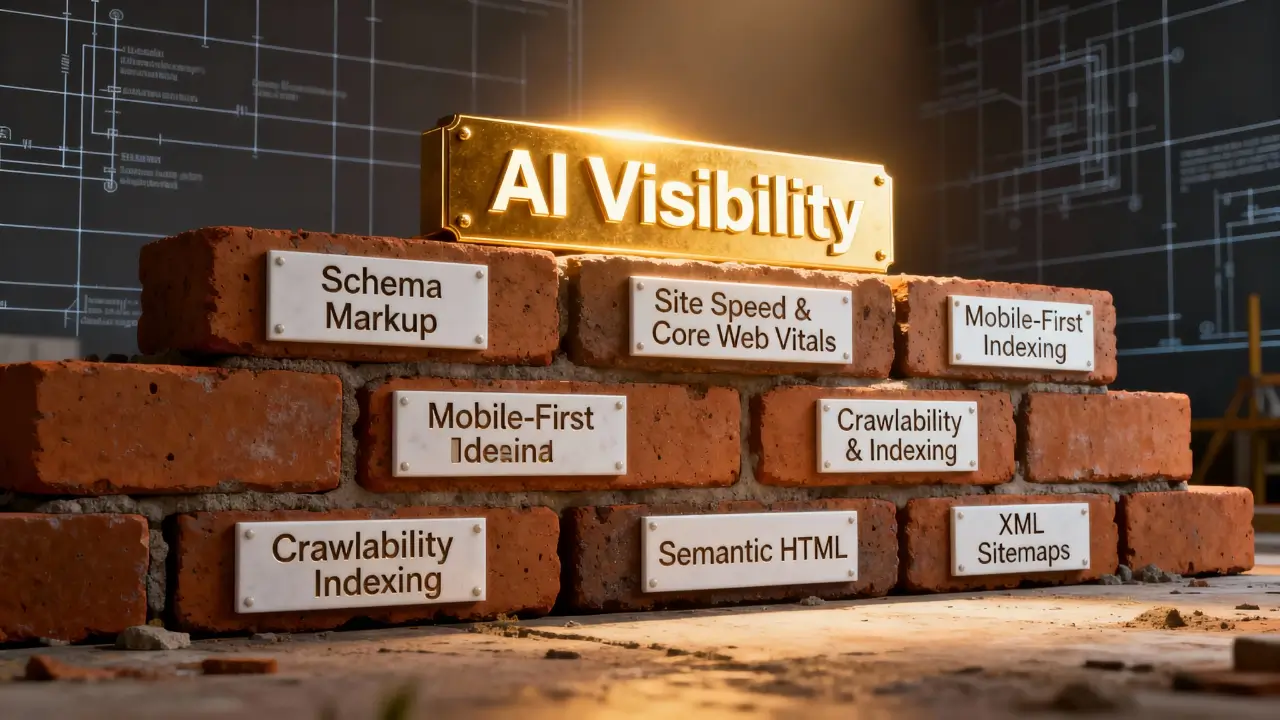 AI Visibility
Schema
Markup
Site Speed &
Core Web Vitals
Mobile-First
Indexing
Mobile-First
Crawlability
& Indexing
Crawlability
Indexing
Semantic HTML
XML
Sitemaps